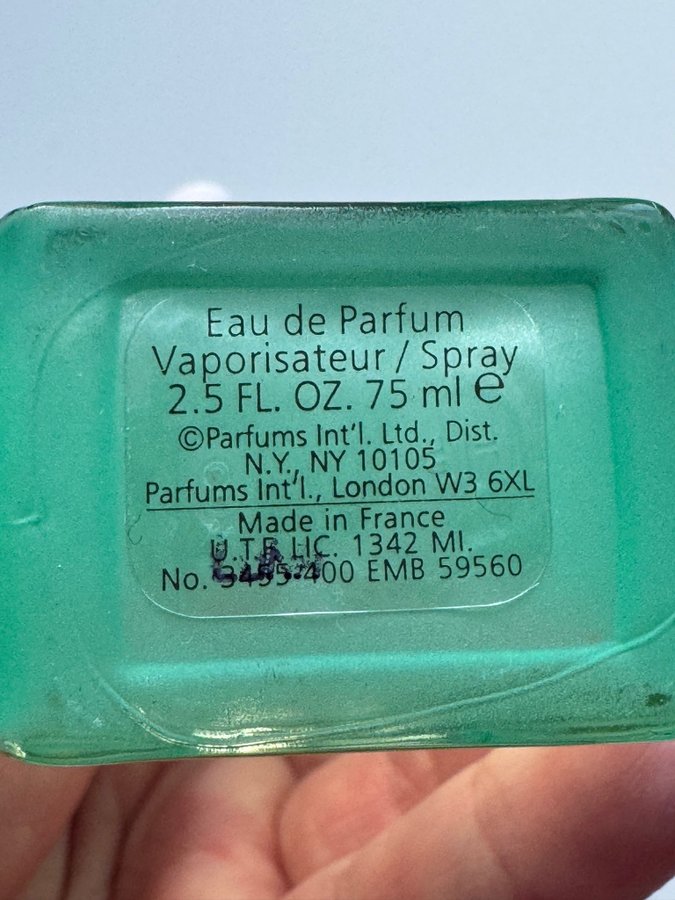 Eau de Parfum
Vaporisateur / Spray
2.5 FL. OZ. 75 ml ℮
©Parfums Int'l. Ltd., Dist.
N.Y., NY 10105
Parfums Int'l., London W3 6XL
Made in France
LIC. 1342 MI.
No. EMB 59560